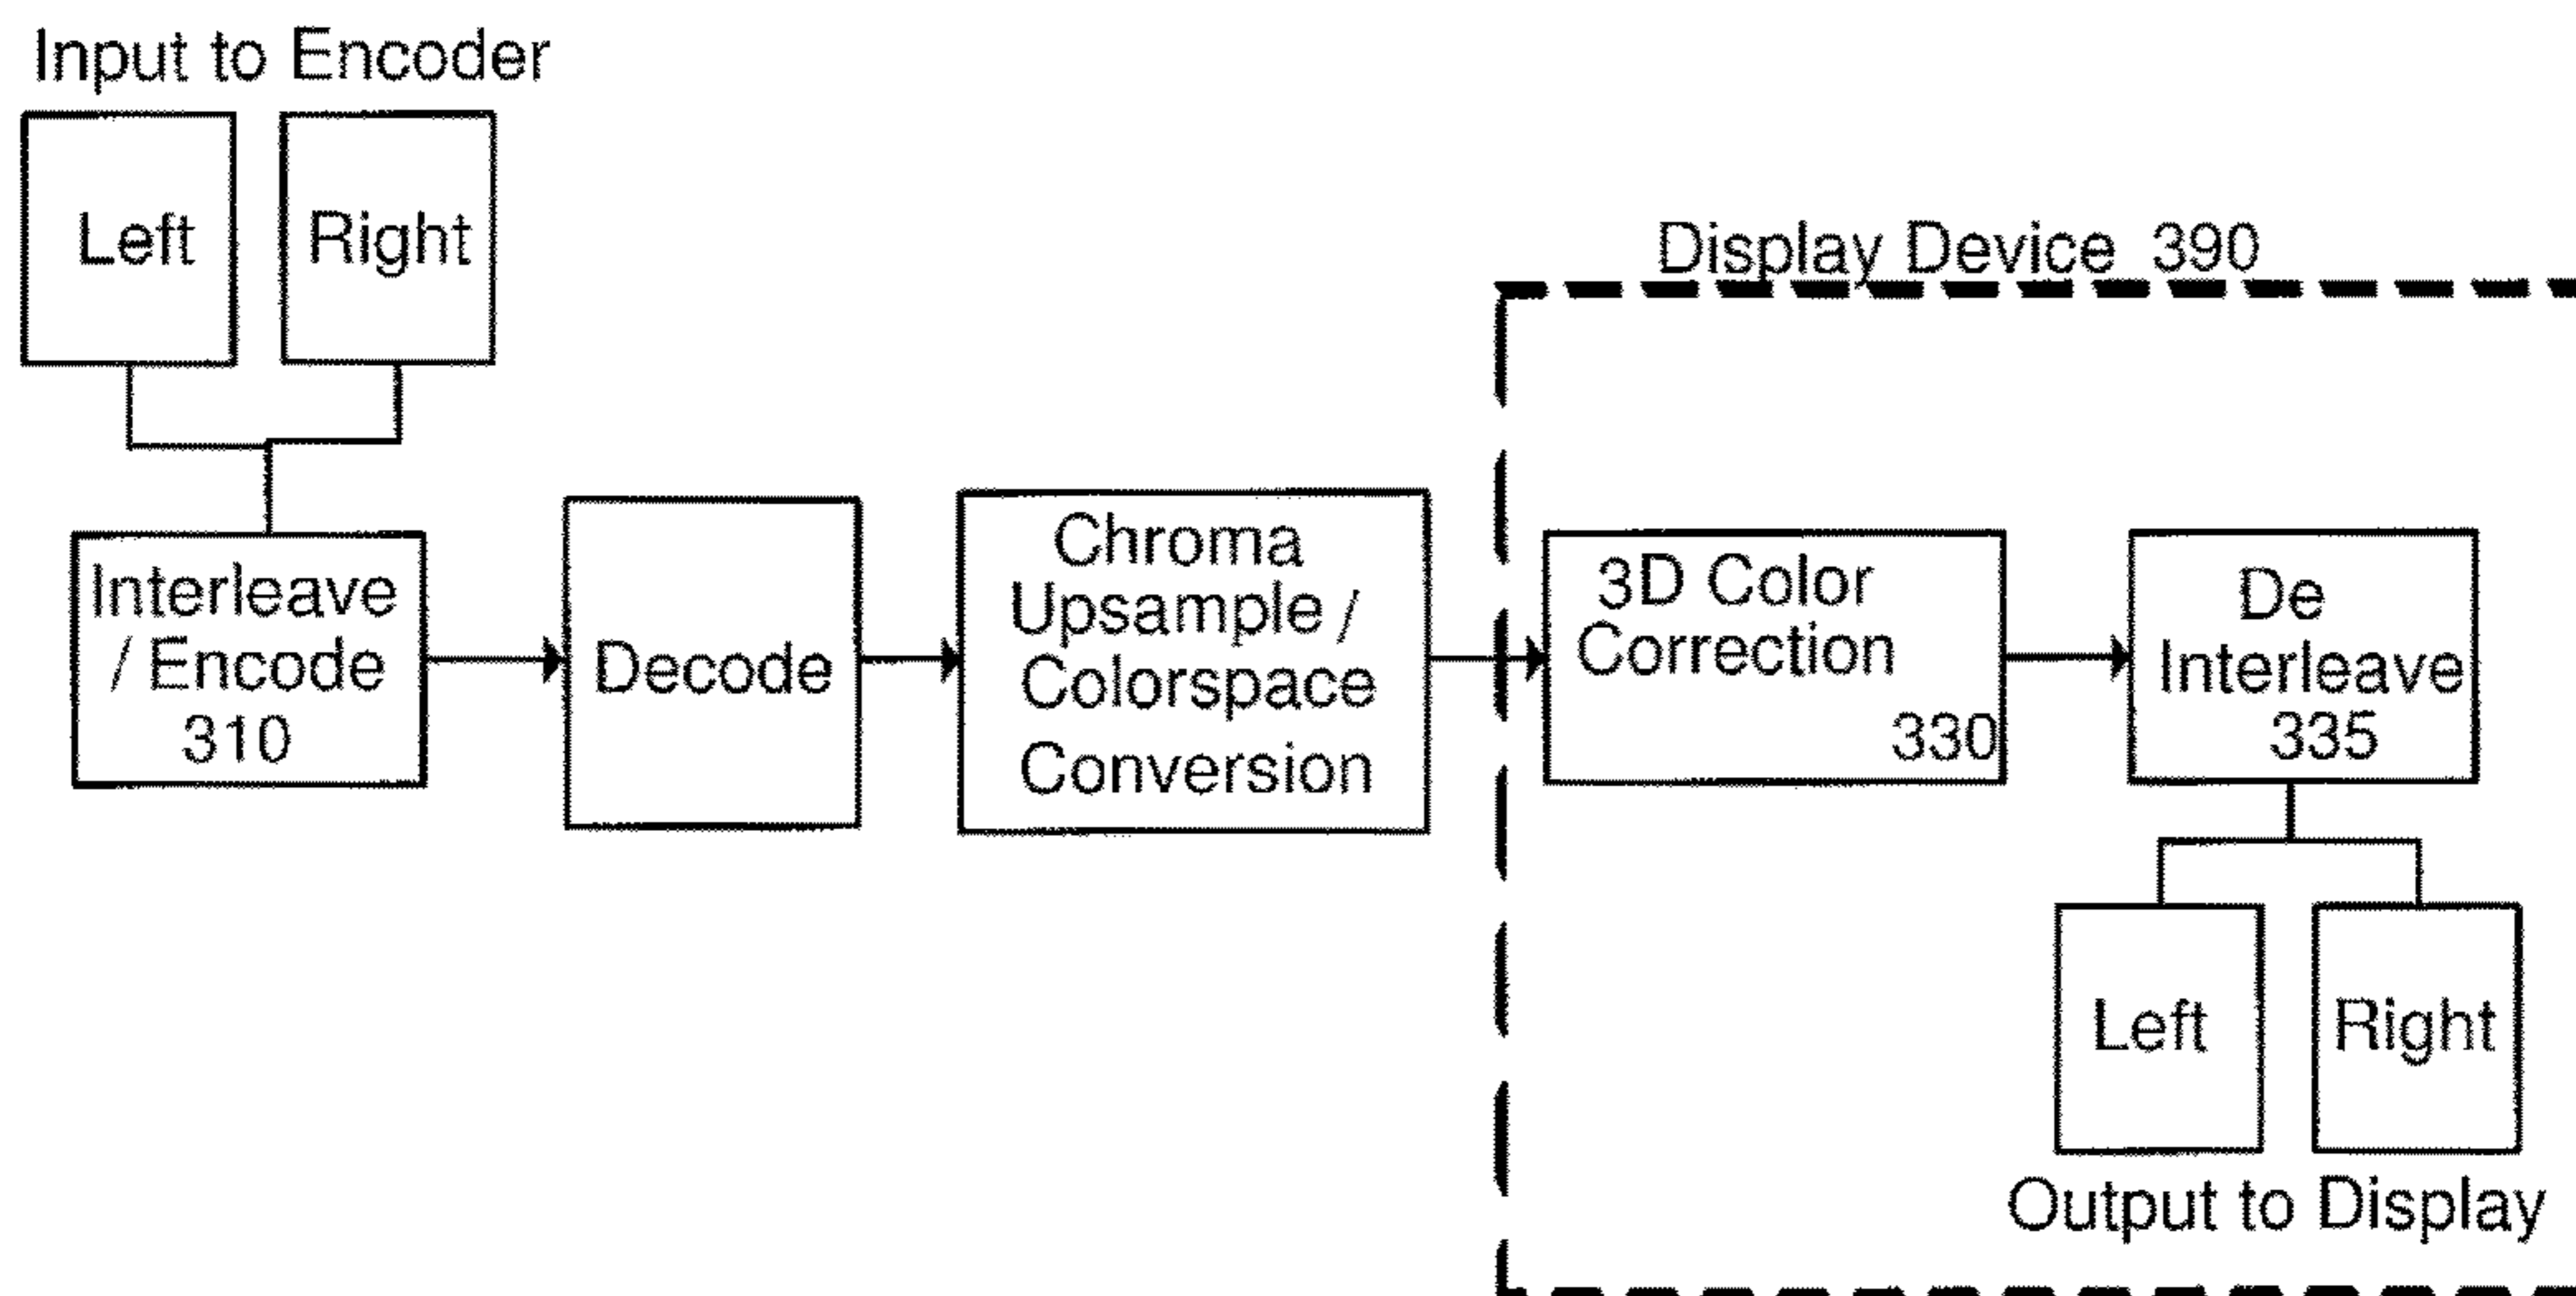 Input to Encoder
Left
Right
Display Device 390
Interleave
/ Encode
310
Decode
Chroma
Upsample /
Colorspace
Conversion
3D Color
Correction
330
De
Interleave
335
Left
Right
Output to Display